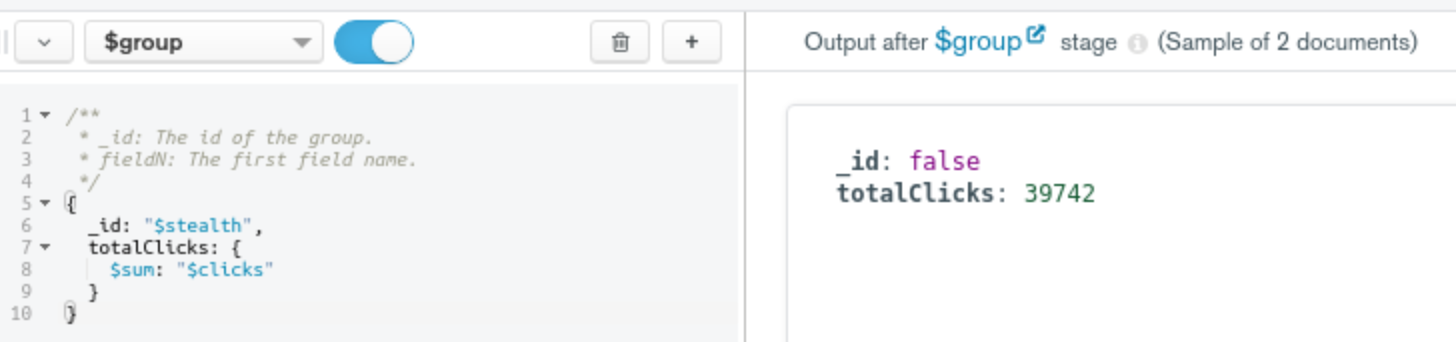 $group
Output after $group stage (Sample of 2 documents)
1 /**
2 * _id: The id of the group.
3 * fieldN: The first field name.
4 */
5 {
6 _id: "$stealth",
7 totalClicks: {
8 $sum: "$clicks"
9 }
10 }
_id: false
totalClicks: 39742